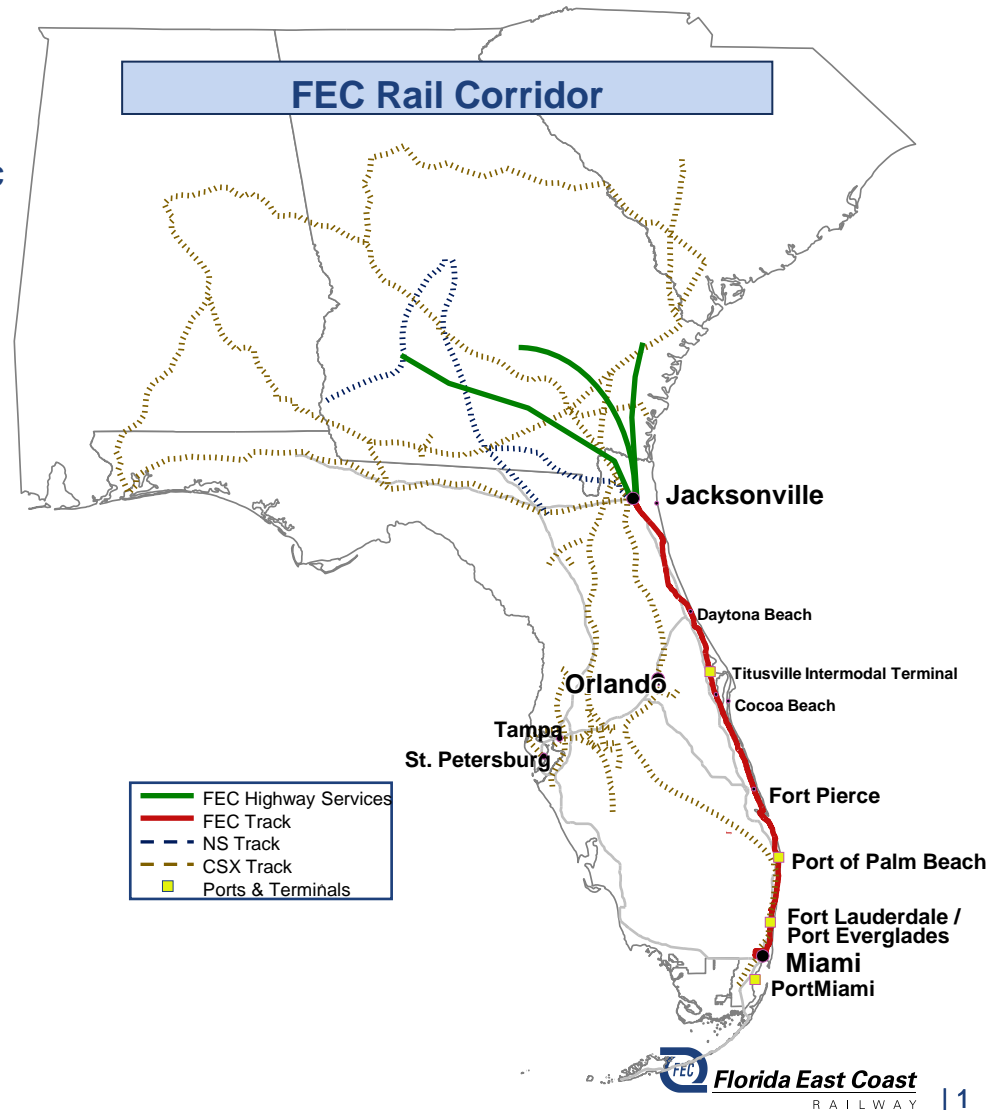 FEC Rail Corridor
C
Jacksonville
Daytona Beach
Titusville Intermodal Terminal
Orlando
Cocoa Beach
Tampa
St. Petersburg
Fort Pierce
FEC Highway Services
FEC Track
NS Track
CSX Track
Ports & Terminals
Port of Palm Beach
Fort Lauderdale /
Port Everglades
Miami
PortMiami
FEC
Florida East Coast
RAILWAY
| 1